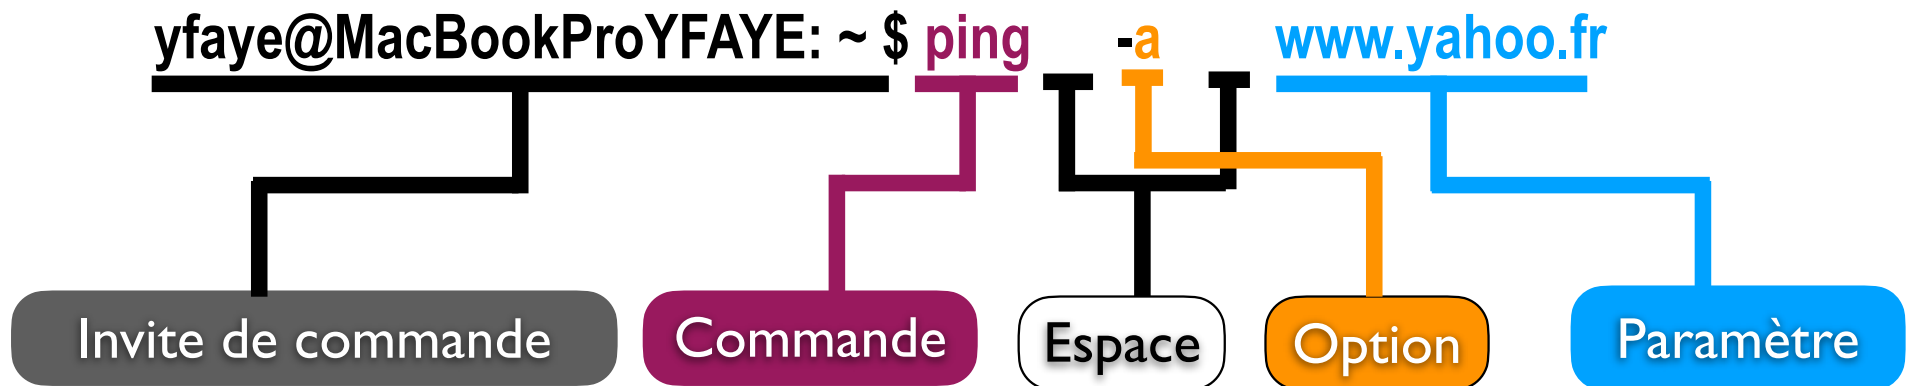 yfaye@MacBookProYFAYE: ~ $ ping -a www.yahoo.fr
Invite de commande Commande Espace Option Paramètre